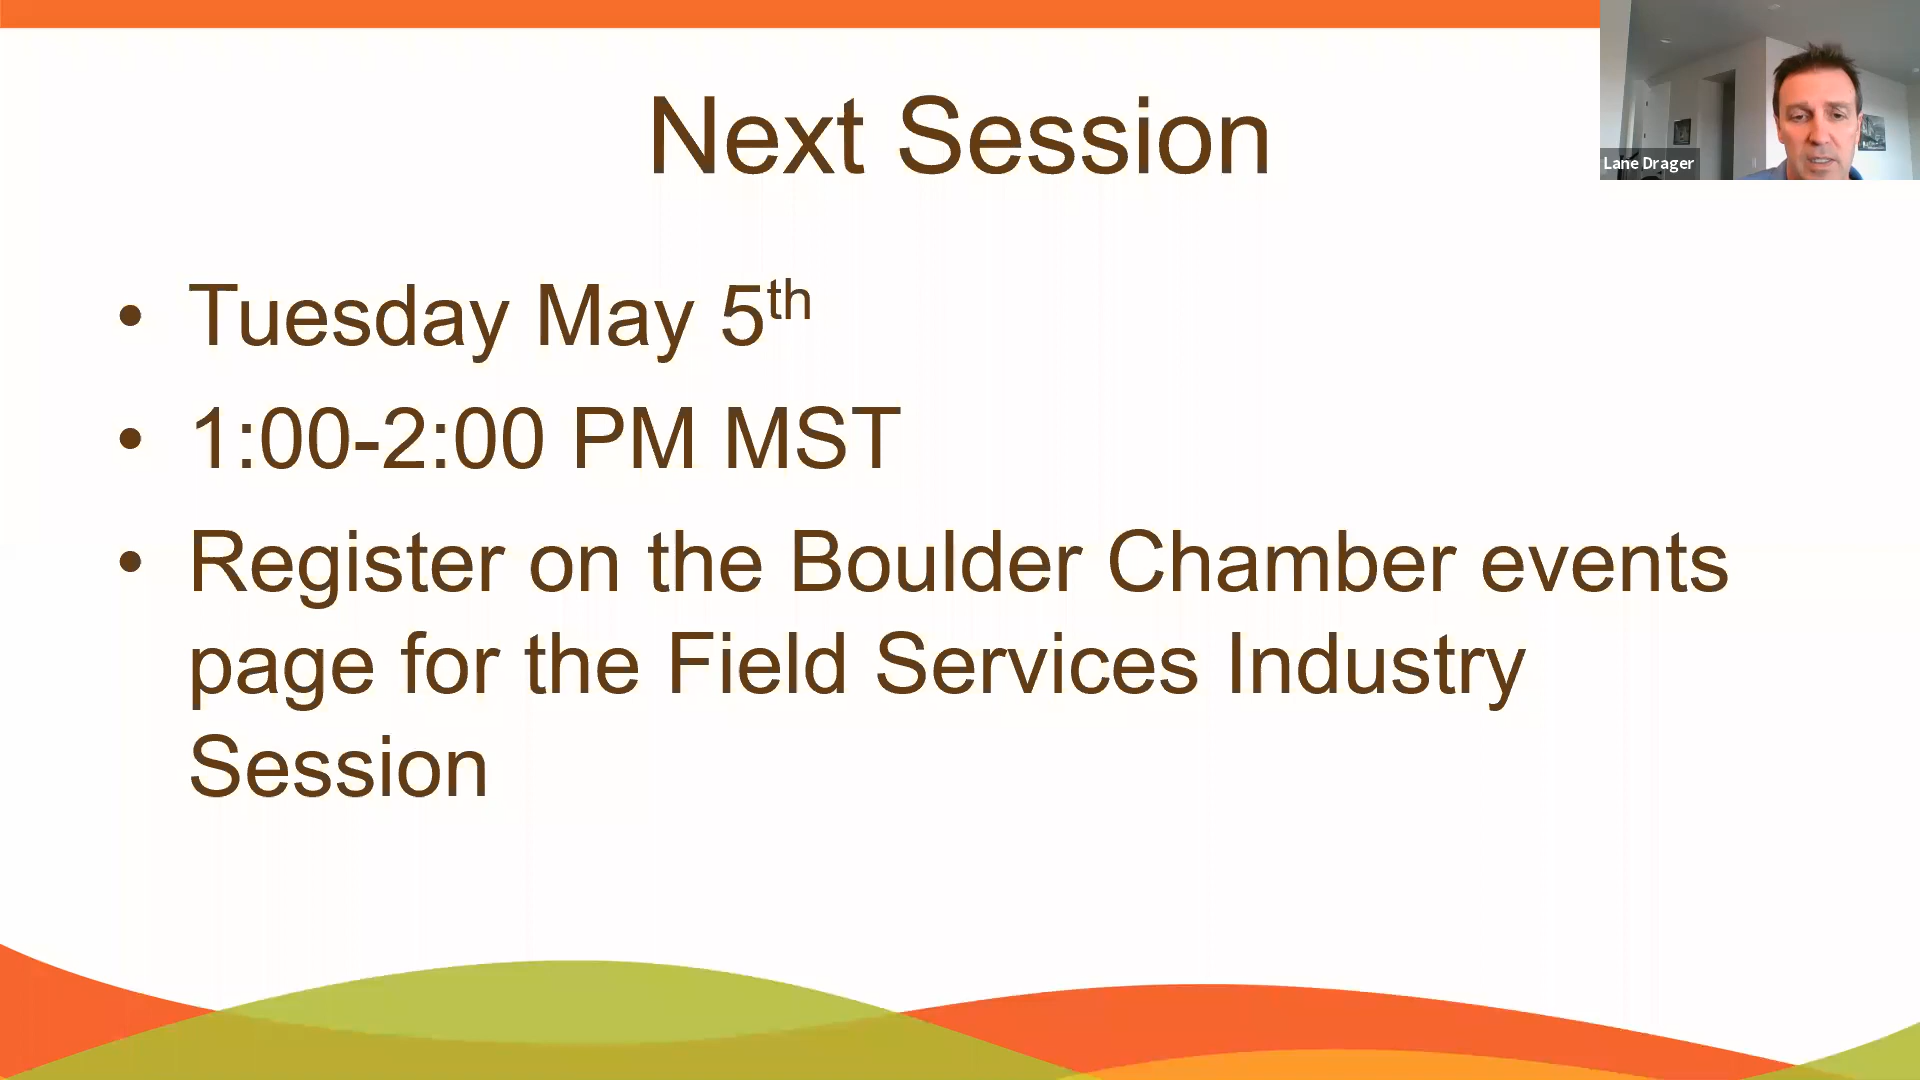 Next Session
Lane Drager
• Tuesday May 5th
• 1:00-2:00 PM MST
• Register on the Boulder Chamber events
page for the Field Services Industry
Session